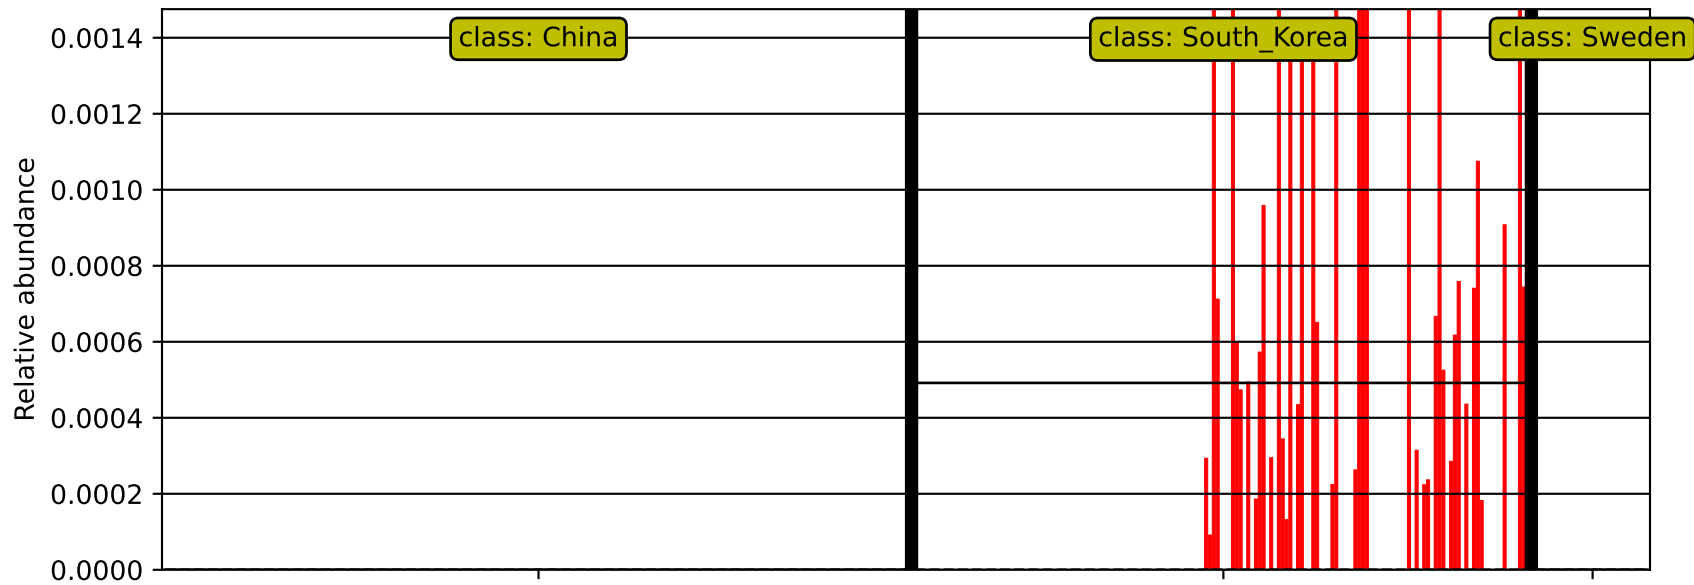 class: China
class: South_Korea
class: Sweden
Relative abundance
0.0014
0.0012
0.0010
0.0008
0.0006
0.0004
0.0002
0.0000